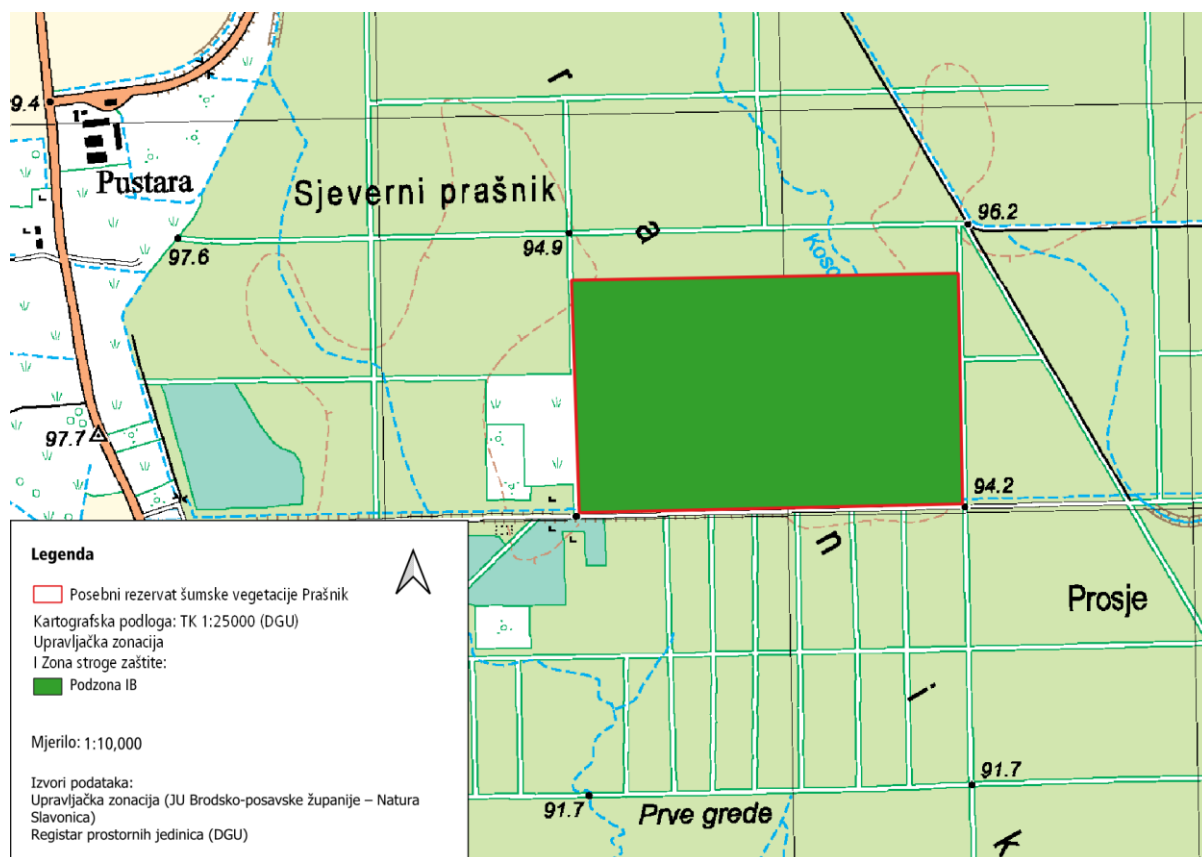 r
9.4
Pustara
Sjeverni prašnik
96.2
94.9
a
97.6
Koso
97.7
94.2
n
Prosje
i
91.7
91.7
Prve grede
k
Legenda
Posebni rezervat šumske vegetacije Prašnik
Kartografska podloga: TK 1:25000 (DGU)
Upravljačka zonacija
I Zona stroge zaštite:
Podzona IB
Mjerilo: 1:10,000
Izvori podataka:
Upravljačka zonacija (JU Brodsko-posavske županije – Natura
Slavonica)
Registar prostornih jedinica (DGU)